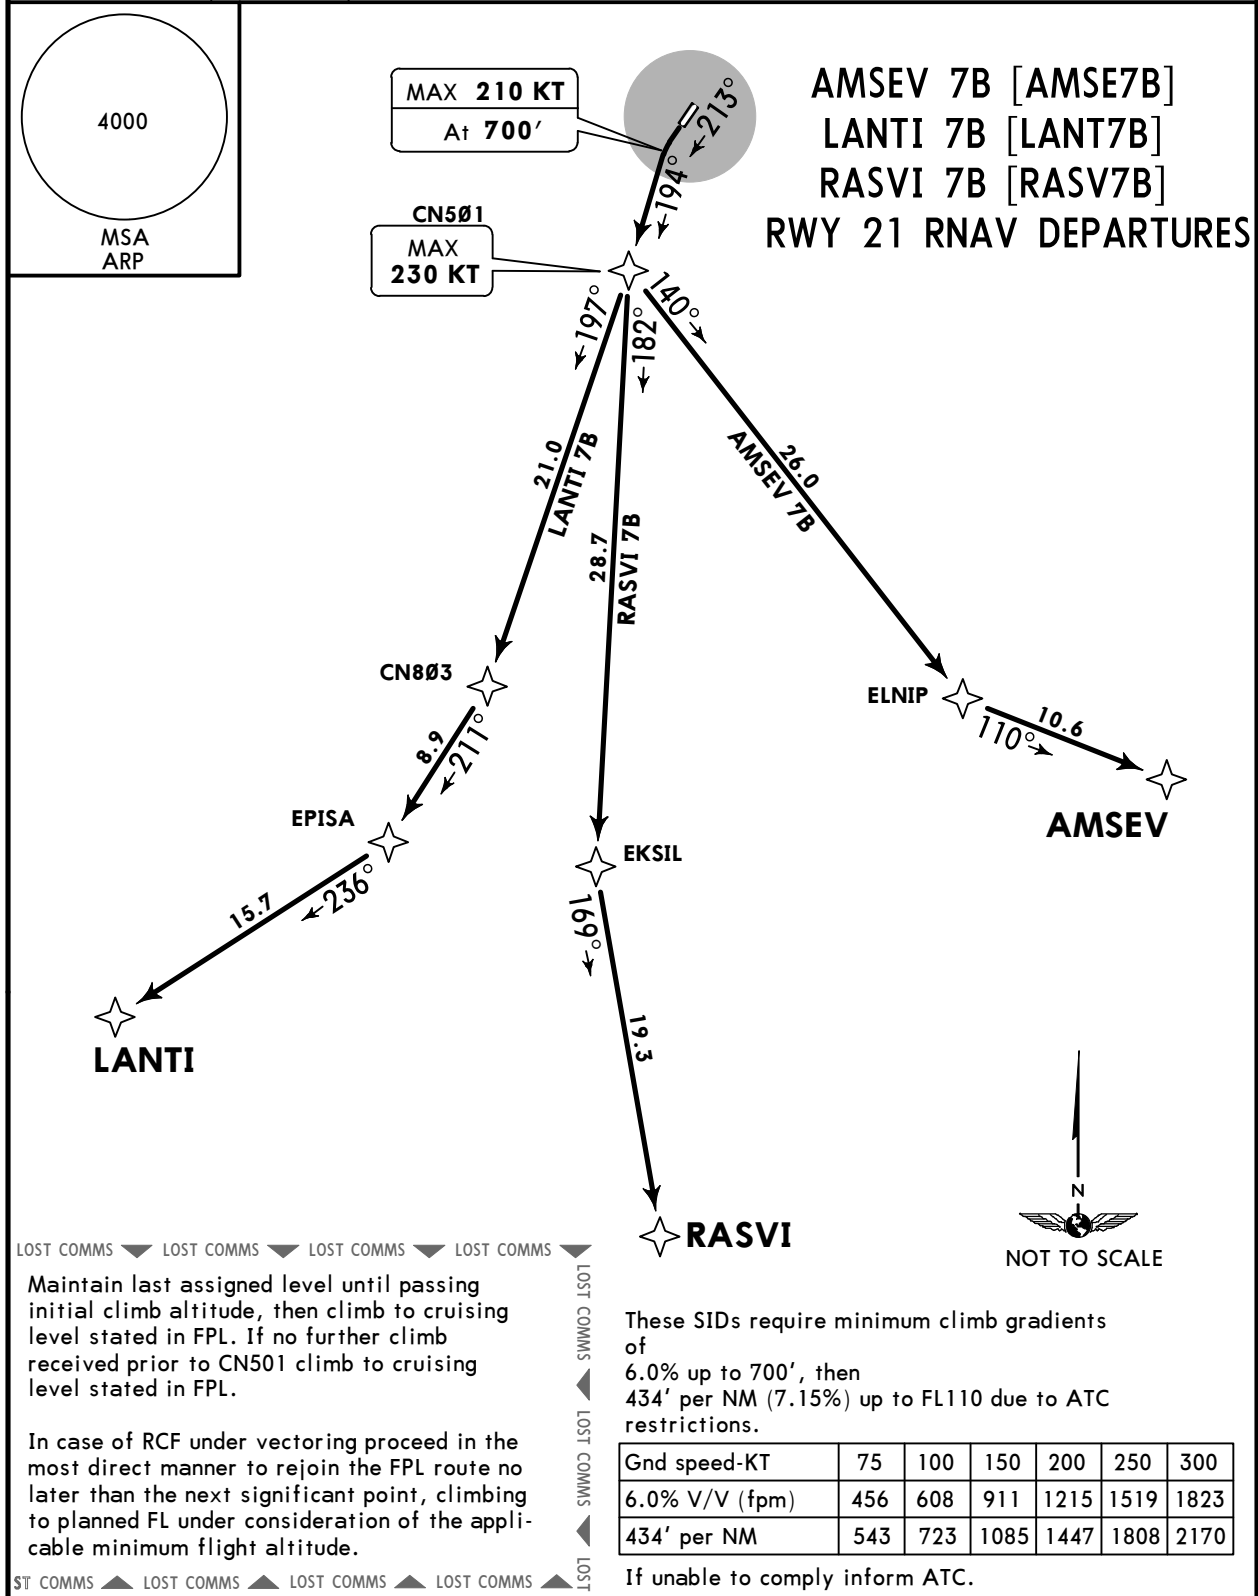 4000
MSA
ARP
MAX 210 KT
At 700'
AMSEV 7B [AMSE7B]
LANTI 7B [LANT7B]
RASVI 7B [RASV7B]
RWY 21 RNAV DEPARTURES
213°
194°
CN5Ø1
MAX
230 KT
197°
182°
140°
21.0
LANTI 7B
28.7
RASVI 7B
26.0
AMSEV 7B
CN8Ø3
8.9
211°
ELNIP
110°
10.6
AMSEV
EPISA
236°
15.7
LANTI
EKSIL
169°
19.3
RASVI
N
NOT TO SCALE
LOST COMMS LOST COMMS LOST COMMS LOST COMMS
LOST COMMS
LOST COMMS
LOST
Maintain last assigned level until passing
initial climb altitude, then climb to cruising
level stated in FPL. If no further climb
received prior to CN501 climb to cruising
level stated in FPL.
In case of RCF under vectoring proceed in the
most direct manner to rejoin the FPL route no
later than the next significant point, climbing
to planned FL under consideration of the appli-
cable minimum flight altitude.
ST COMMS LOST COMMS LOST COMMS LOST COMMS
These SIDs require minimum climb gradients
of
6.0% up to 700', then
434' per NM (7.15%) up to FL110 due to ATC
restrictions.
Gnd speed-KT 75 100 150 200 250 300
6.0% V/V (fpm) 456 608 911 1215 1519 1823
434' per NM 543 723 1085 1447 1808 2170
If unable to comply inform ATC.